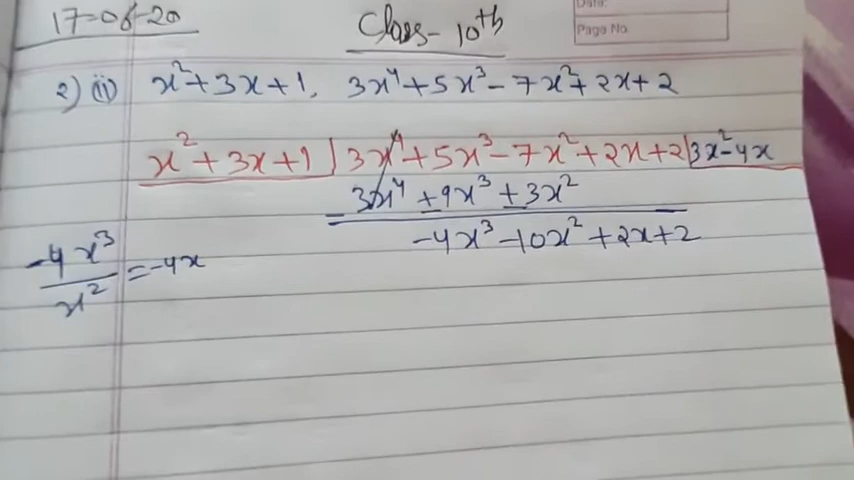 17-06-20
Class- 10th
Date:
Page No
2) (ii) x²+3x+1, 3x⁴+5x³-7x²+2x+2
x²+3x+1)3x⁴+5x³-7x²+2x+2(3x²-4x
3x⁴+9x³+3x²
- - -
-4x³-10x²+2x+2
-4x³/x² = -4x